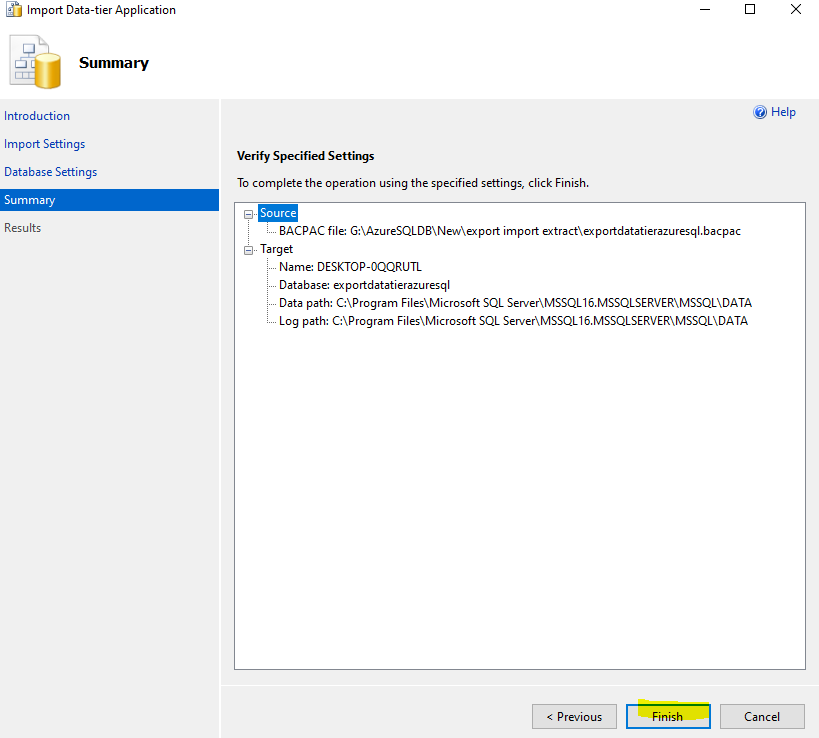 Import Data-tier Application
Summary
Introduction
Import Settings
Database Settings
Summary
Results
Help
Verify Specified Settings
To complete the operation using the specified settings, click Finish.
Source
BACPAC file: G:\AzureSQLDB\New\export import extract\exportdatatierazuresql.bacpac
Target
Name: DESKTOP-0QQRUTL
Database: exportdatatierazuresql
Data path: C:\Program Files\Microsoft SQL Server\MSSQL16.MSSQLSERVER\MSSQL\DATA
Log path: C:\Program Files\Microsoft SQL Server\MSSQL16.MSSQLSERVER\MSSQL\DATA
< Previous
Finish
Cancel